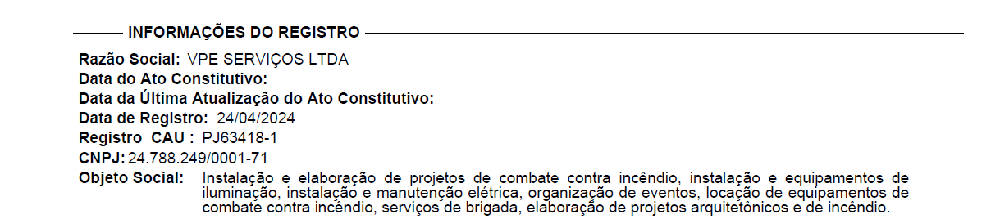 INFORMAÇÕES DO REGISTRO
Razão Social: VPE SERVIÇOS LTDA
Data do Ato Constitutivo:
Data da Última Atualização do Ato Constitutivo:
Data de Registro: 24/04/2024
Registro CAU : PJ63418-1
CNPJ: 24.788.249/0001-71
Objeto Social: Instalação e elaboração de projetos de combate contra incêndio, instalação e equipamentos de
iluminação, instalação e manutenção elétrica, organização de eventos, locação de equipamentos de
combate contra incêndio, serviços de brigada, elaboração de projetos arquitetônicos e de incêndio.